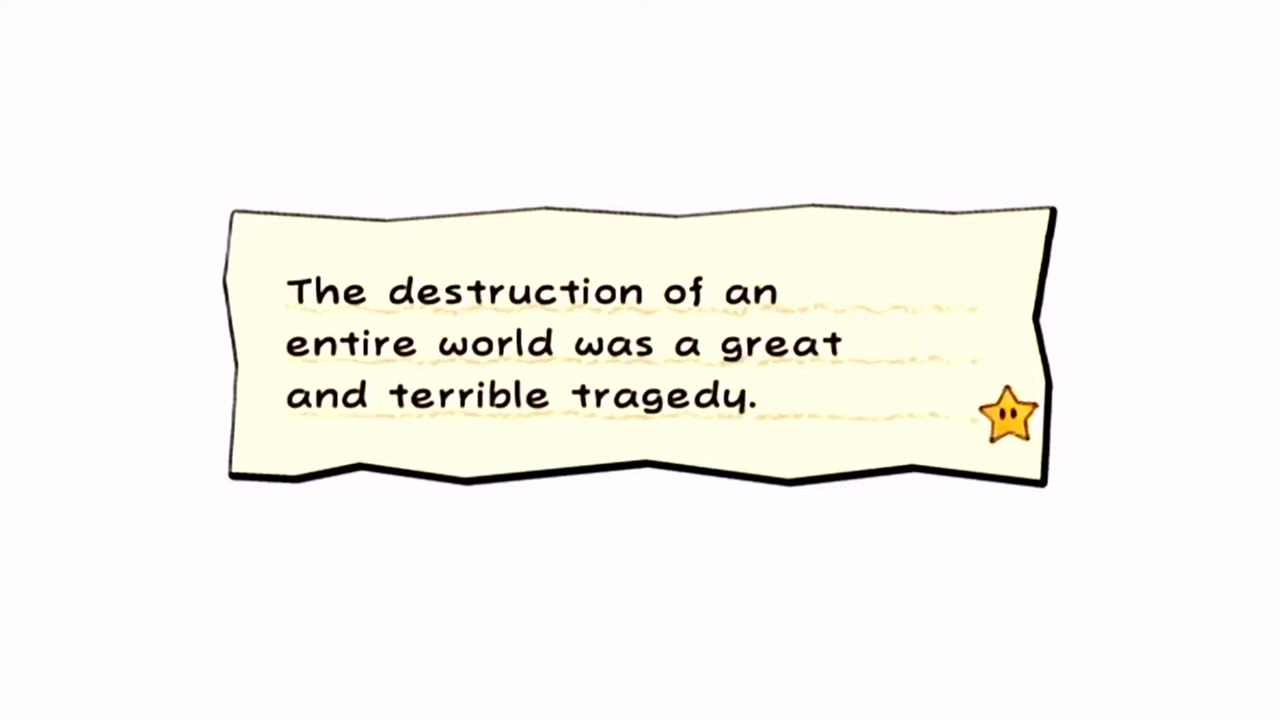 The destruction of an
entire world was a great
and terrible tragedy.